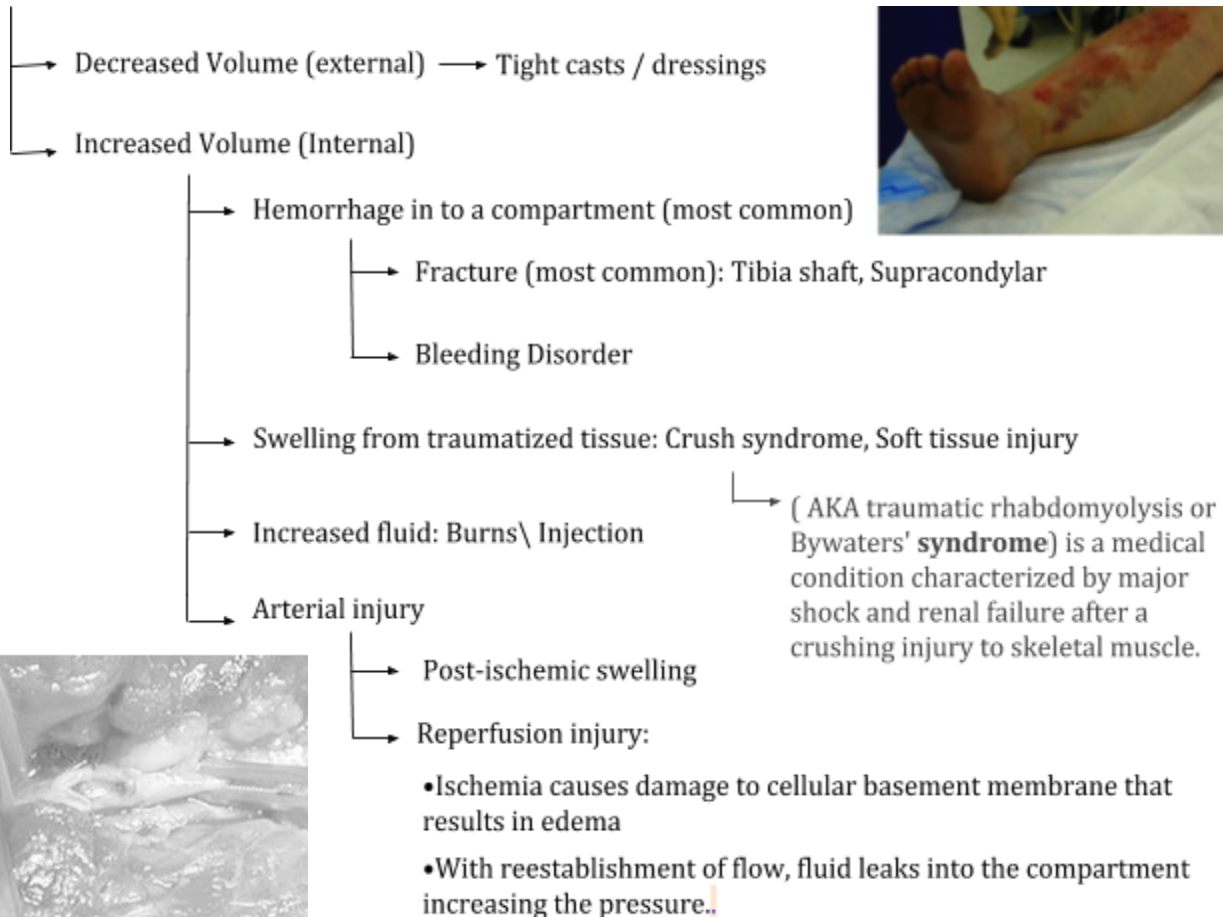 Decreased Volume (external) Tight casts / dressings
Increased Volume (Internal)
Hemorrhage in to a compartment (most common)
Fracture (most common): Tibia shaft, Supracondylar
Bleeding Disorder
Swelling from traumatized tissue: Crush syndrome, Soft tissue injury
( AKA traumatic rhabdomyolysis or
Bywaters' syndrome) is a medical
condition characterized by major
shock and renal failure after a
crushing injury to skeletal muscle.
Increased fluid: Burns\ Injection
Arterial injury
Post-ischemic swelling
Reperfusion injury:
•Ischemia causes damage to cellular basement membrane that
results in edema
•With reestablishment of flow, fluid leaks into the compartment
increasing the pressure..